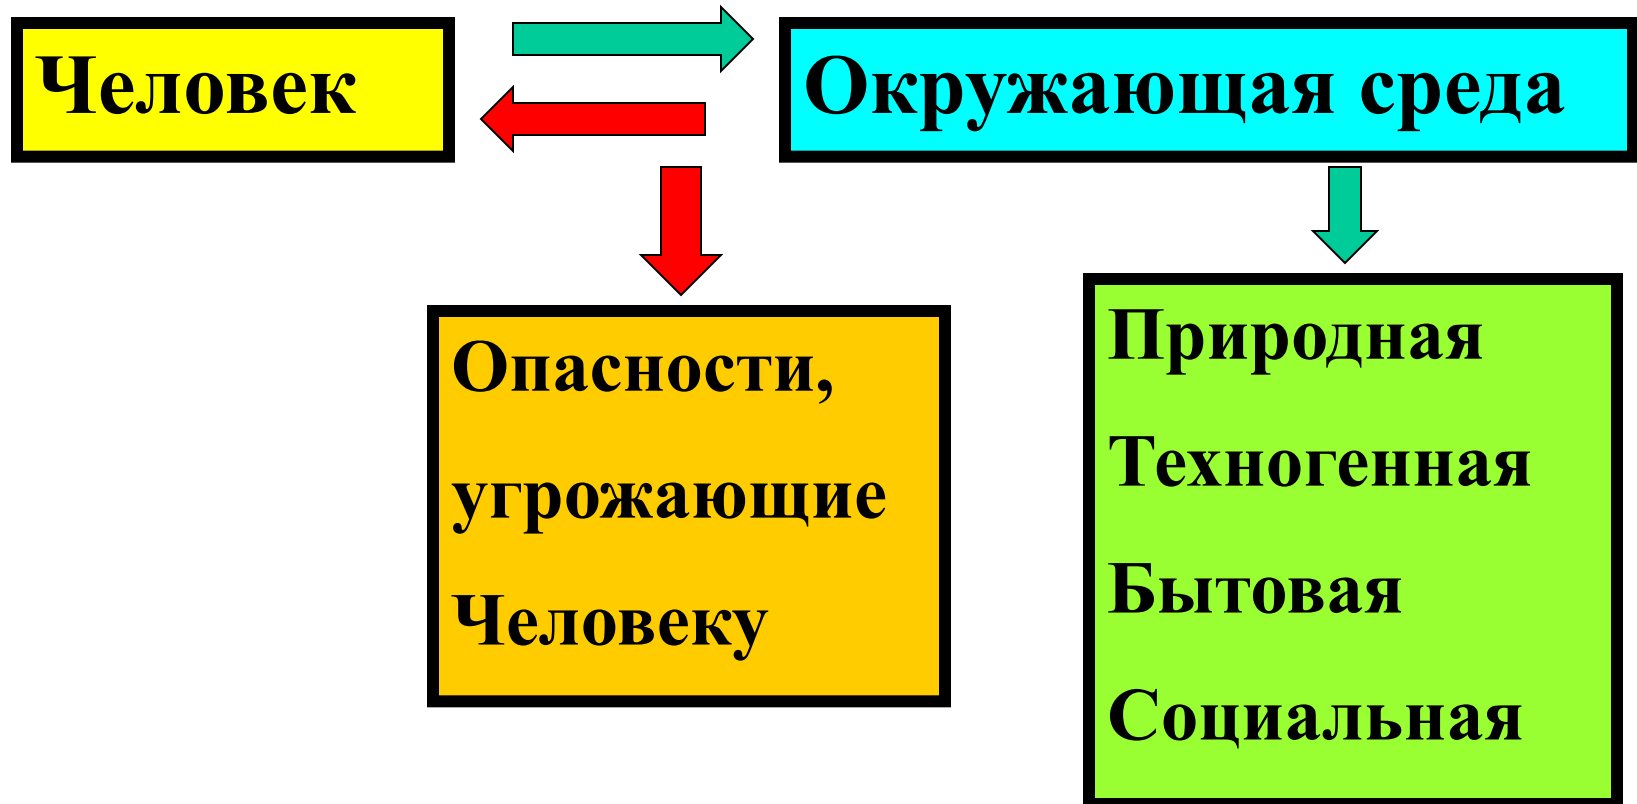 Человек
Окружающая среда
Опасности,
угрожающие
Человеку
Природная
Техногенная
Бытовая
Социальная